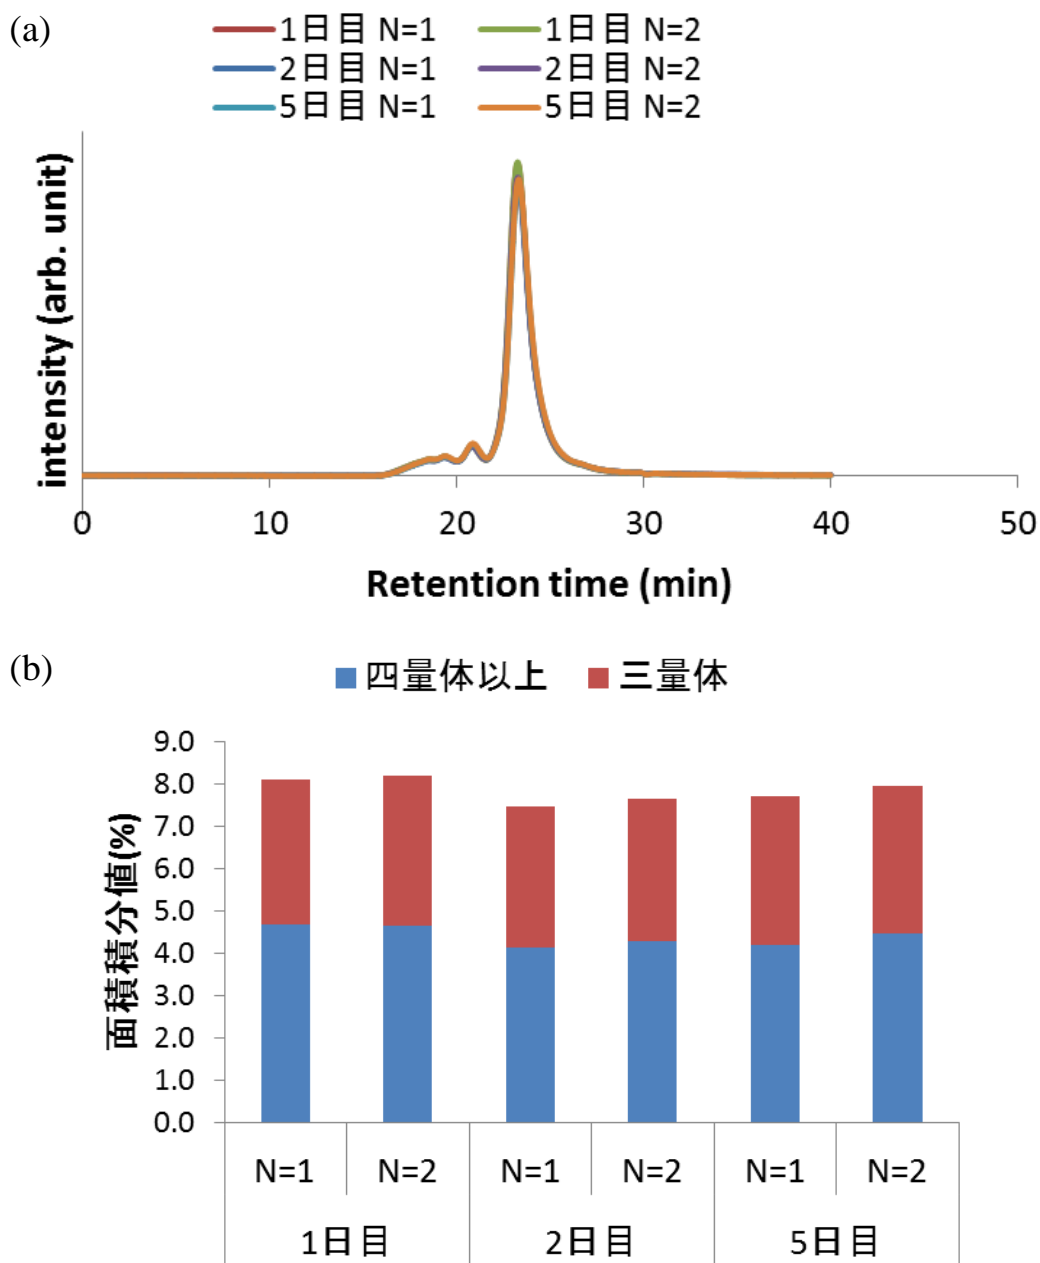 (a)
1日目 N=1 1日目 N=2
2日目 N=1 2日目 N=2
5日目 N=1 5日目 N=2
intensity (arb. unit)
0 10 20 30 40 50
Retention time (min)
(b)
四量体以上 三量体
面積積分値(%)
9.0
8.0
7.0
6.0
5.0
4.0
3.0
2.0
1.0
0.0
N=1 N=2 N=1 N=2 N=1 N=2
1日目 2日目 5日目